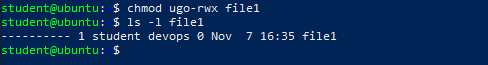 student@ubuntu: $ chmod ugo-rwx file1
student@ubuntu: $ ls -l file1
---------- 1 student devops 0 Nov  7 16:35 file1
student@ubuntu: $